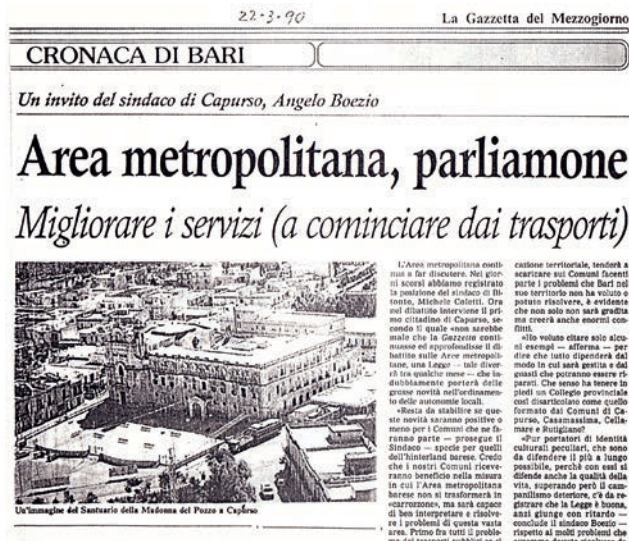 22-3-90
La Gazzetta del Mezzogiorno
CRONACA DI BARI
Un invito del sindaco di Capurso, Angelo Boezio
Area metropolitana, parliamone
Migliorare i servizi (a cominciare dai trasporti)
Un'immagine del Santuario della Madonna del Pozzo a Capurso
L'Area metropolitana conti-
nua a far discutere. Nei gior-
ni scorsi abbiamo registrato
la posizione del sindaco di Bi-
tonto, Michele Coletti. Ora
nel dibattito interviene il pri-
mo cittadino di Capurso, se-
condo il quale «non sarebbe
male che la Gazzetta conti-
nuasse ed approfondisse il di-
battito sulle Aree metropoli-
tane, una Legge — tale diver-
rà tra qualche mese — che in-
dubbiamente porterà delle
grosse novità nell'ordinamen-
to delle autonomie locali.
«Resta da stabilire se que-
ste novità saranno positive o
meno per i Comuni che ne fa-
ranno parte — prosegue il
Sindaco — specie per quelli
dell'hinterland barese. Credo
che i nostri Comuni riceve-
ranno beneficio nella misura
in cui l'Area metropolitana
barese non si trasformerà in
«carrozzone», ma sarà capace
di ben interpretare e risolve-
re i problemi di questa vasta
area. Primo fra tutti il proble-
ma dei trasporti pubblici
cazione territoriale, tenderà a
scaricare sui Comuni facenti
parte i problemi che Bari nel
suo territorio non ha voluto o
potuto risolvere, è evidente
che non solo non sarà gradita
ma creerà anche enormi con-
flitti.
«Ho voluto citare solo alcu-
ni esempi — afferma — per
dire che tutto dipenderà dal
modo in cui sarà gestita e dai
guasti che potranno essere ri-
parati. Che senso ha tenere in
piedi un Collegio provinciale
così disarticolato come quello
formato dai Comuni di Ca-
purso, Casamassima, Cella-
mare e Rutigliano?
«Pur portatori di identità
culturali peculiari, che sono
da difendere il più a lungo
possibile, perchè con essi si
difende anche la qualità della
vita, superando però il cam-
panilismo deteriore, c'è da re-
gistrare che la Legge è buona,
anzi giunge con ritardo —
conclude il sindaco Boezio —
rispetto ai molti problemi che